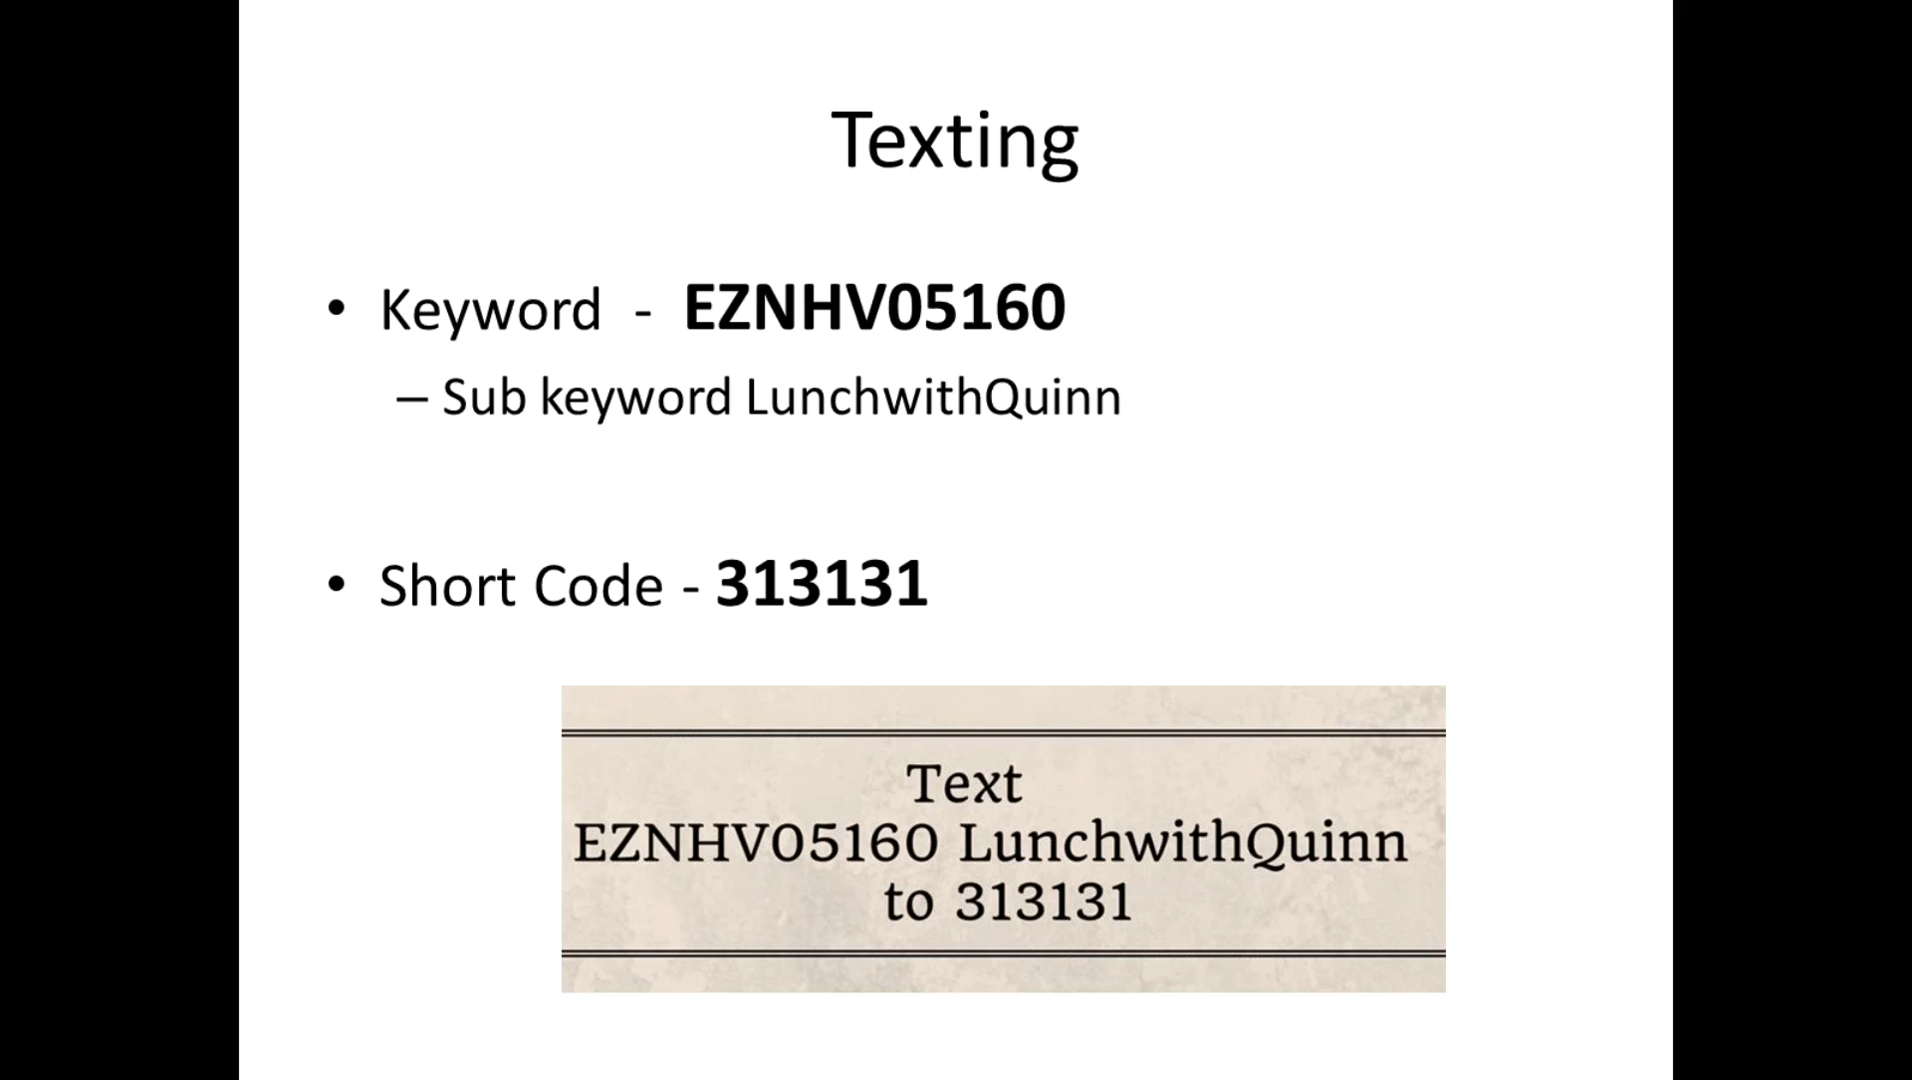 Texting
• Keyword - EZNHV05160
– Sub keyword LunchwithQuinn
• Short Code - 313131
Text
EZNHV05160 LunchwithQuinn
to 313131